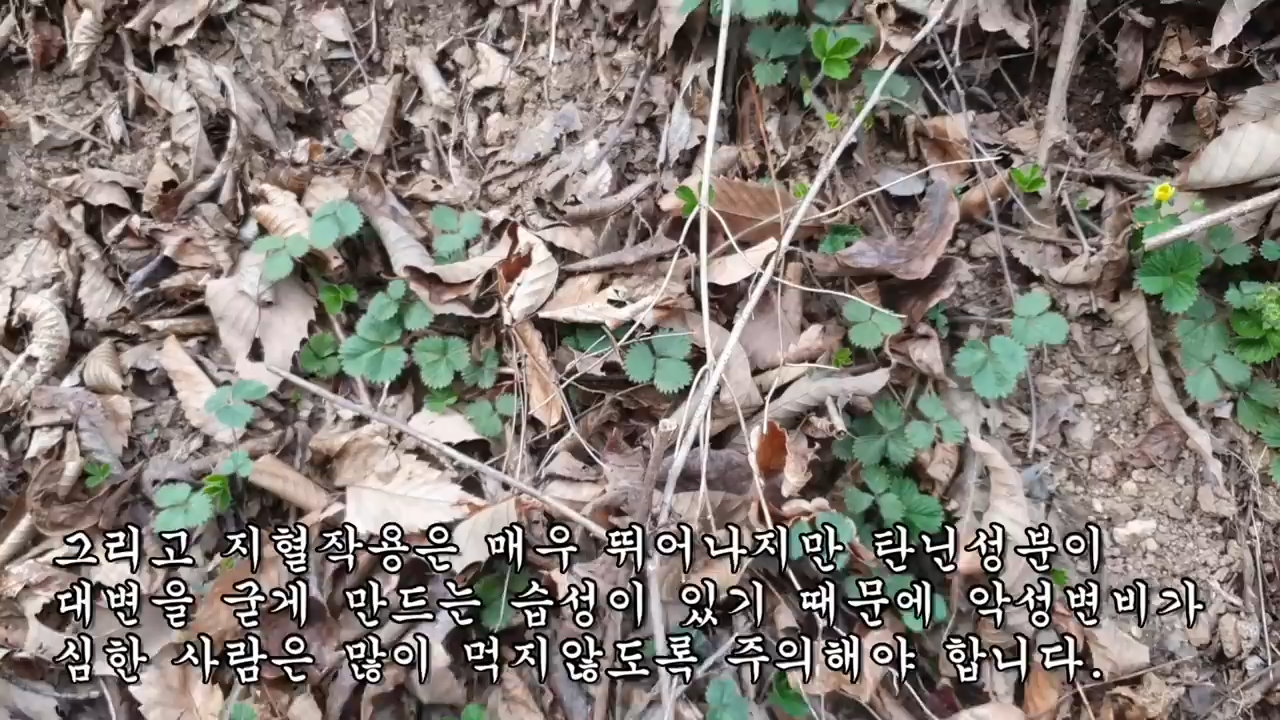 그리고 지혈작용은 매우 뛰어나지만 탄닌성분이
대변을 굳게 만드는 습성이 있기 때문에 악성변비가
심한 사람은 많이 먹지않도록 주의해야 합니다.